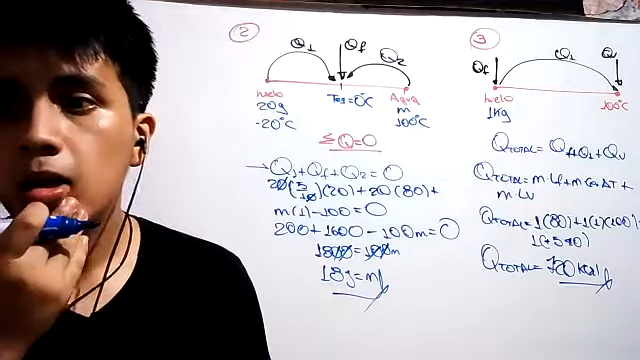 2
Q1 Qf Q2
hielo Teq=0°C Agua
20g m
-20°C 100°C
ΣQ=0
→ Q1+Qf+Q2=0
20(5/10)(20)+20(80)+
m(1)-100=0
200+1600-100m=0
1800=100m
18g=m
3
Qf Q1 Qv
hielo 100°C
1Kg
QTOTAL= Qf+Q1+QV
QTOTAL= m·Lf+m Ce ΔT+
m·LV
QTOTAL= 1(80)+1(1)(100)+
1(540)
QTOTAL= 720 Kcal